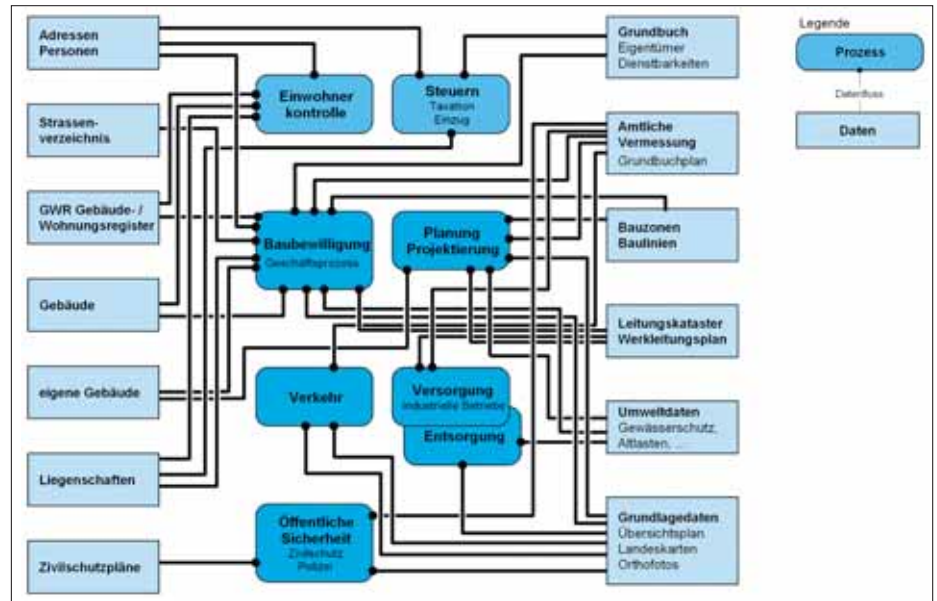 Adressen
Personen
Strassen-
verzeichnis
GWR Gebäude- /
Wohnungsregister
Gebäude
eigene Gebäude
Liegenschaften
Zivilschutzpläne
Einwohner
kontrolle
Steuern
Taxation
Einzug
Baubewilligung
Geschäftsprozess
Planung
Projektierung
Verkehr
Versorgung
Industrielle Betriebe
Entsorgung
Öffentliche
Sicherheit
Zivilschutz
Polizei
Grundbuch
Eigentümer
Dienstbarkeiten
Amtliche
Vermessung
Grundbuchplan
Bauzonen
Baulinien
Leitungskataster
Werkleitungsplan
Umweltdaten
Gewässerschutz,
Altlasten, ...
Grundlagedaten
Übersichtsplan
Landeskarten
Orthofotos
Legende
Prozess
Datenfluss
Daten